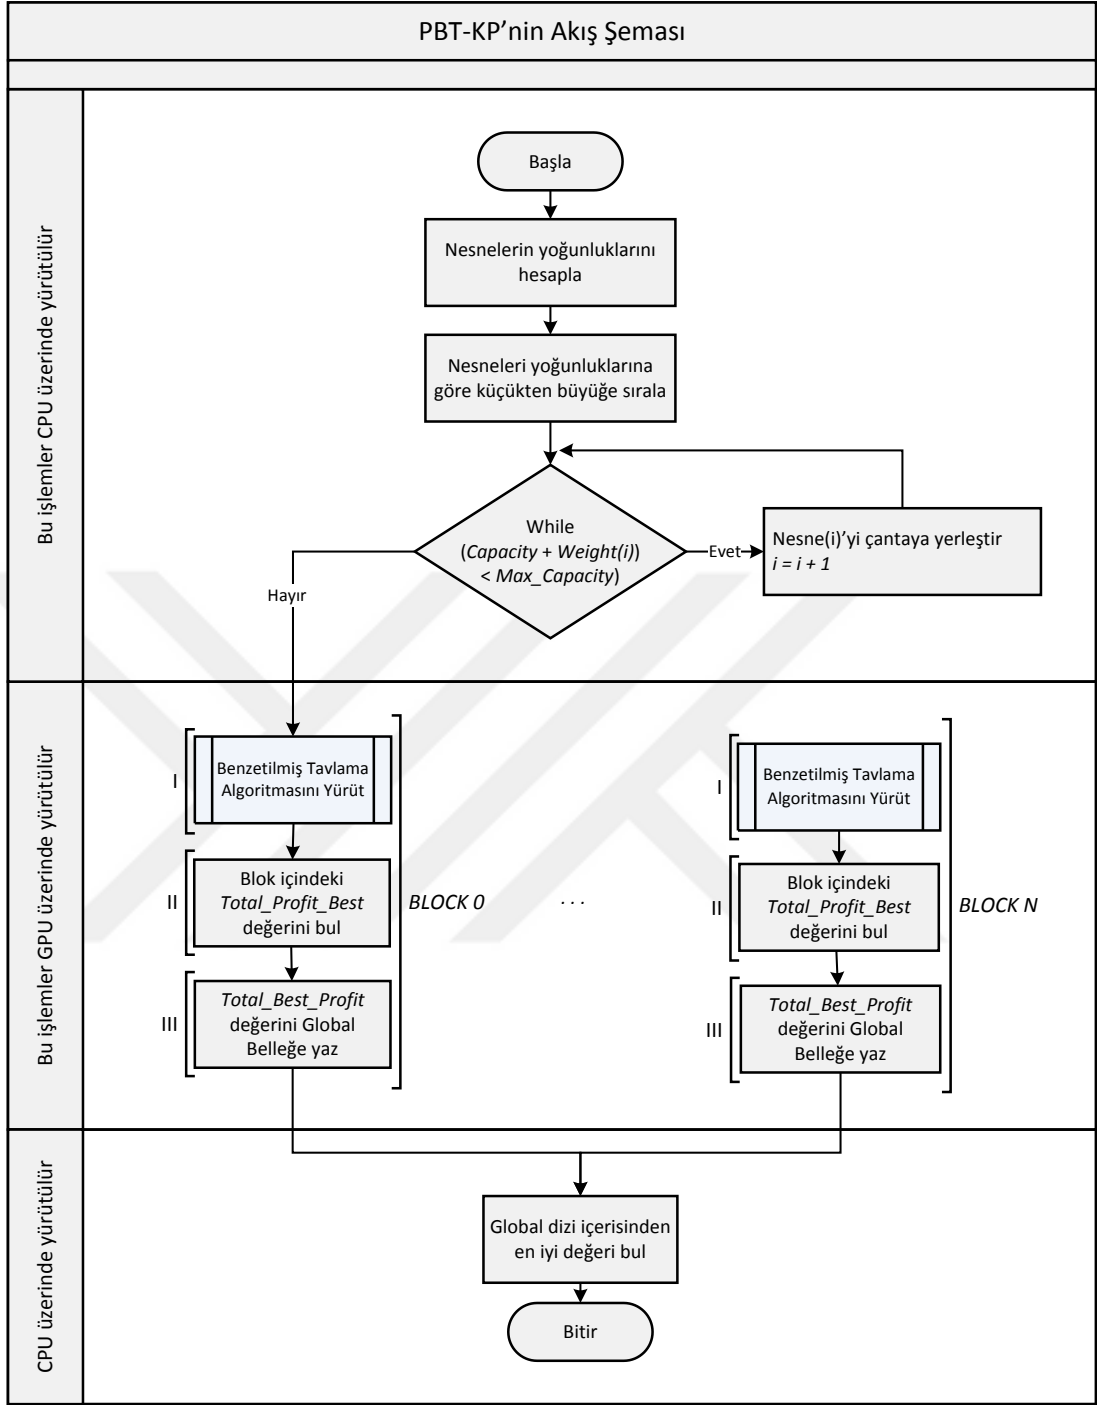 PBT-KP’nin Akış Şeması
Bu işlemler CPU üzerinde yürütülür
Başla
Nesnelerin yoğunluklarını
hesapla
Nesneleri yoğunluklarına
göre küçükten büyüğe sırala
While
(Capacity + Weight(i))
< Max_Capacity)
Evet
Nesne(i)’yi çantaya yerleştir
i = i + 1
Hayır
Bu işlemler GPU üzerinde yürütülür
I
Benzetilmiş Tavlama
Algoritmasını Yürüt
II
Blok içindeki
Total_Profit_Best
değerini bul
III
Total_Best_Profit
değerini Global
Belleğe yaz
BLOCK 0
. . .
I
Benzetilmiş Tavlama
Algoritmasını Yürüt
II
Blok içindeki
Total_Profit_Best
değerini bul
III
Total_Best_Profit
değerini Global
Belleğe yaz
BLOCK N
CPU üzerinde yürütülür
Global dizi içerisinden
en iyi değeri bul
Bitir